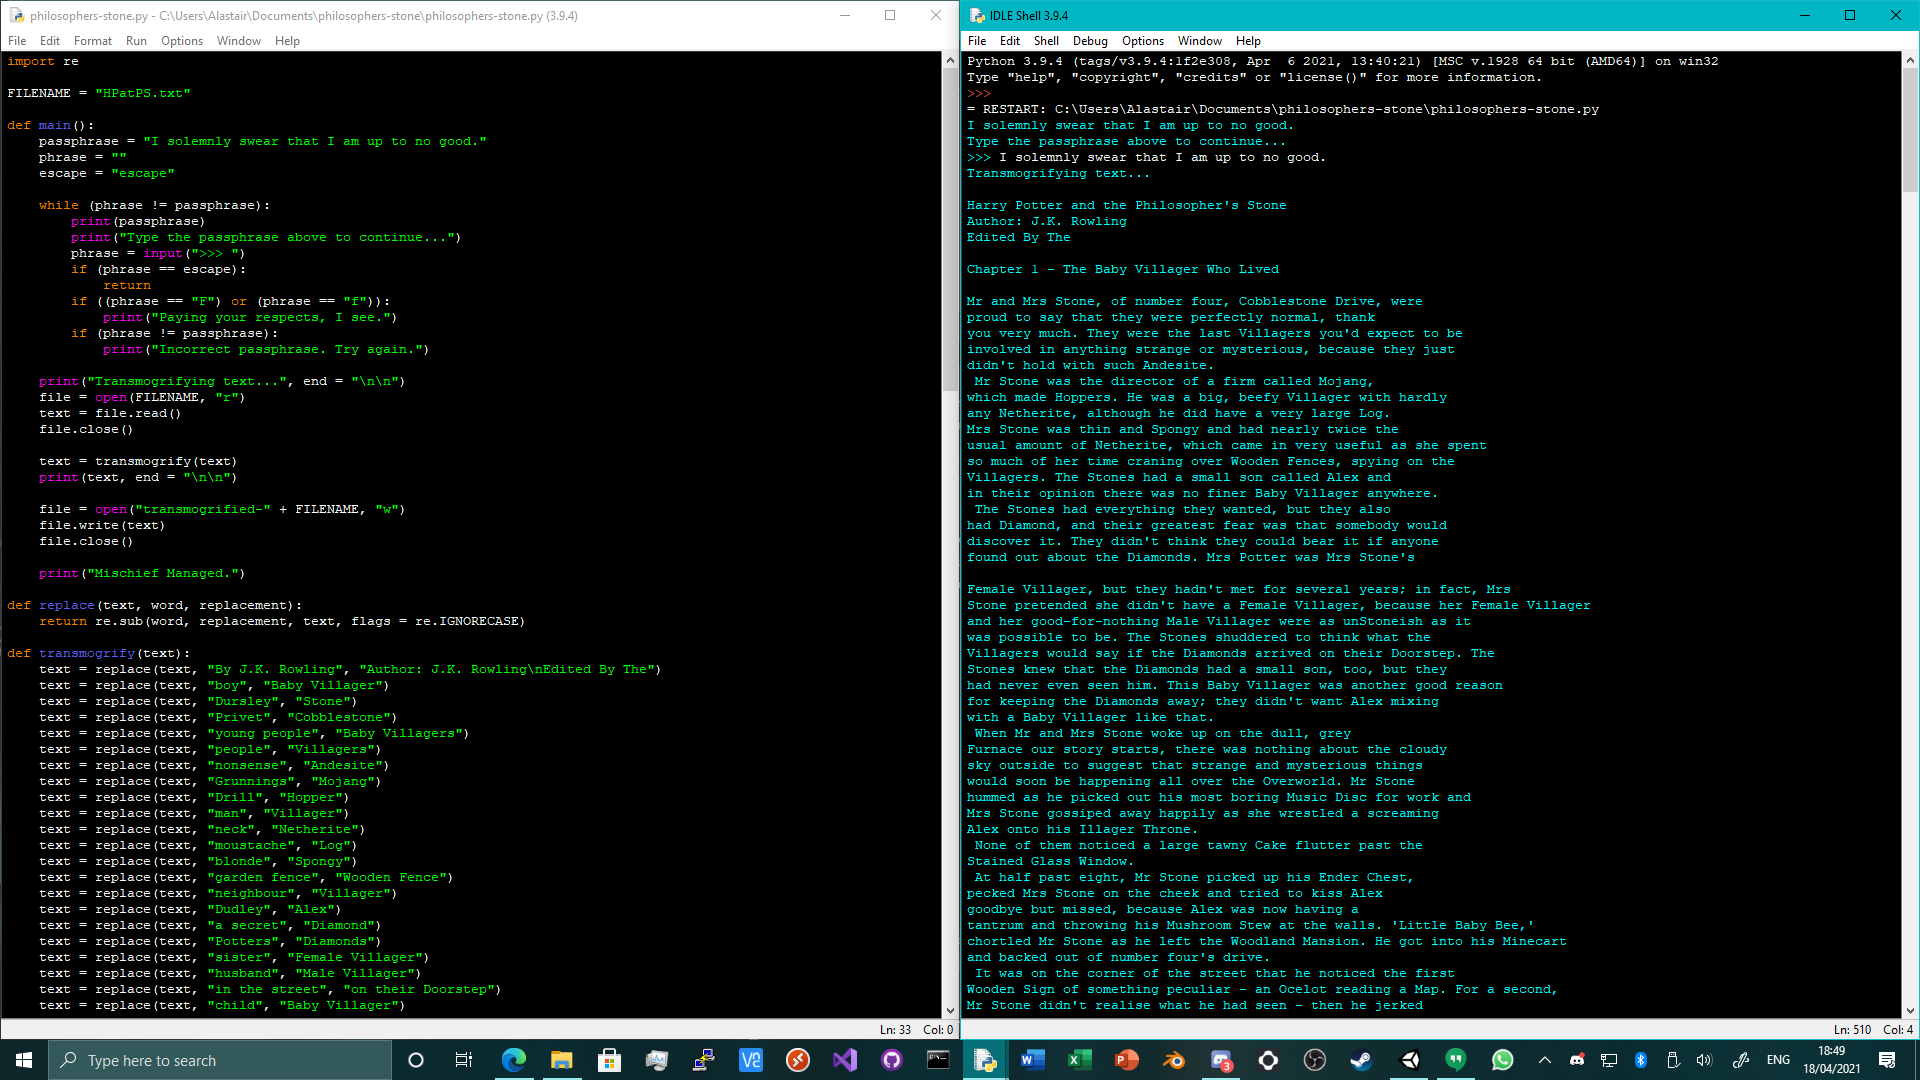 philosophers-stone.py - C:\Users\Alastair\Documents\philosophers-stone\philosophers-stone.py (3.9.4)
File Edit Format Run Options Window Help
import re

FILENAME = "HPatPS.txt"

def main():
    passphrase = "I solemnly swear that I am up to no good."
    phrase = ""
    escape = "escape"

    while (phrase != passphrase):
        print(passphrase)
        print("Type the passphrase above to continue...")
        phrase = input(">>> ")
        if (phrase == escape):
            return
        if ((phrase == "F") or (phrase == "f")):
            print("Paying your respects, I see.")
        if (phrase != passphrase):
            print("Incorrect passphrase. Try again.")

    print("Transmogrifying text...", end = "\n\n")
    file = open(FILENAME, "r")
    text = file.read()
    file.close()

    text = transmogrify(text)
    print(text, end = "\n\n")

    file = open("transmogrified-" + FILENAME, "w")
    file.write(text)
    file.close()

    print("Mischief Managed.")

def replace(text, word, replacement):
    return re.sub(word, replacement, text, flags = re.IGNORECASE)

def transmogrify(text):
    text = replace(text, "By J.K. Rowling", "Author: J.K. Rowling\nEdited By The")
    text = replace(text, "boy", "Baby Villager")
    text = replace(text, "Dursley", "Stone")
    text = replace(text, "Privet", "Cobblestone")
    text = replace(text, "young people", "Baby Villagers")
    text = replace(text, "people", "Villagers")
    text = replace(text, "nonsense", "Andesite")
    text = replace(text, "Grunnings", "Mojang")
    text = replace(text, "Drill", "Hopper")
    text = replace(text, "man", "Villager")
    text = replace(text, "neck", "Netherite")
    text = replace(text, "moustache", "Log")
    text = replace(text, "blonde", "Spongy")
    text = replace(text, "garden fence", "Wooden Fence")
    text = replace(text, "neighbour", "Villager")
    text = replace(text, "Dudley", "Alex")
    text = replace(text, "a secret", "Diamond")
    text = replace(text, "Potters", "Diamonds")
    text = replace(text, "sister", "Female Villager")
    text = replace(text, "husband", "Male Villager")
    text = replace(text, "in the street", "on their Doorstep")
    text = replace(text, "child", "Baby Villager")
Ln: 33 Col: 0
IDLE Shell 3.9.4
File Edit Shell Debug Options Window Help
Python 3.9.4 (tags/v3.9.4:1f2e308, Apr  6 2021, 13:40:21) [MSC v.1928 64 bit (AMD64)] on win32
Type "help", "copyright", "credits" or "license()" for more information.
>>>
= RESTART: C:\Users\Alastair\Documents\philosophers-stone\philosophers-stone.py
I solemnly swear that I am up to no good.
Type the passphrase above to continue...
>>> I solemnly swear that I am up to no good.
Transmogrifying text...

Harry Potter and the Philosopher's Stone
Author: J.K. Rowling
Edited By The

Chapter 1 - The Baby Villager Who Lived

Mr and Mrs Stone, of number four, Cobblestone Drive, were
proud to say that they were perfectly normal, thank
you very much. They were the last Villagers you'd expect to be
involved in anything strange or mysterious, because they just
didn't hold with such Andesite.
 Mr Stone was the director of a firm called Mojang,
which made Hoppers. He was a big, beefy Villager with hardly
any Netherite, although he did have a very large Log.
Mrs Stone was thin and Spongy and had nearly twice the
usual amount of Netherite, which came in very useful as she spent
so much of her time craning over Wooden Fences, spying on the
Villagers. The Stones had a small son called Alex and
in their opinion there was no finer Baby Villager anywhere.
 The Stones had everything they wanted, but they also
had Diamond, and their greatest fear was that somebody would
discover it. They didn't think they could bear it if anyone
found out about the Diamonds. Mrs Potter was Mrs Stone's

Female Villager, but they hadn't met for several years; in fact, Mrs
Stone pretended she didn't have a Female Villager, because her Female Villager
and her good-for-nothing Male Villager were as unStoneish as it
was possible to be. The Stones shuddered to think what the
Villagers would say if the Diamonds arrived on their Doorstep. The
Stones knew that the Diamonds had a small son, too, but they
had never even seen him. This Baby Villager was another good reason
for keeping the Diamonds away; they didn't want Alex mixing
with a Baby Villager like that.
 When Mr and Mrs Stone woke up on the dull, grey
Furnace our story starts, there was nothing about the cloudy
sky outside to suggest that strange and mysterious things
would soon be happening all over the Overworld. Mr Stone
hummed as he picked out his most boring Music Disc for work and
Mrs Stone gossiped away happily as she wrestled a screaming
Alex onto his Illager Throne.
 None of them noticed a large tawny Cake flutter past the
Stained Glass Window.
 At half past eight, Mr Stone picked up his Ender Chest,
pecked Mrs Stone on the cheek and tried to kiss Alex
goodbye but missed, because Alex was now having a
tantrum and throwing his Mushroom Stew at the walls. 'Little Baby Bee,'
chortled Mr Stone as he left the Woodland Mansion. He got into his Minecart
and backed out of number four's drive.
 It was on the corner of the street that he noticed the first
Wooden Sign of something peculiar - an Ocelot reading a Map. For a second,
Mr Stone didn't realise what he had seen - then he jerked
Ln: 510 Col: 4
Type here to search
3
ENG
18:49
18/04/2021